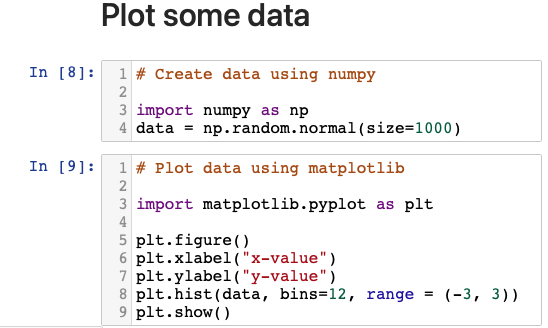 Plot some data
In [8]:
1 # Create data using numpy
2
3 import numpy as np
4 data = np.random.normal(size=1000)
In [9]:
1 # Plot data using matplotlib
2
3 import matplotlib.pyplot as plt
4
5 plt.figure()
6 plt.xlabel("x-value")
7 plt.ylabel("y-value")
8 plt.hist(data, bins=12, range = (-3, 3))
9 plt.show()